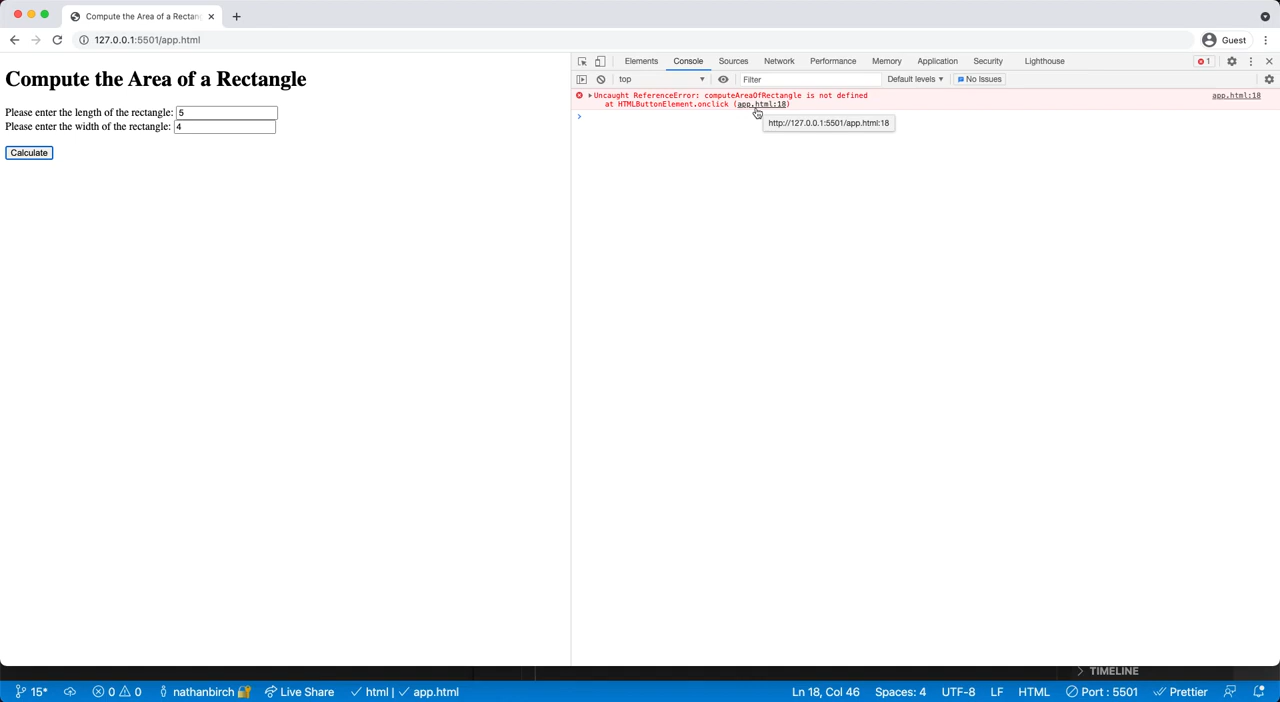 Compute the Area of a Rectan
127.0.0.1:5501/app.html
Guest
Compute the Area of a Rectangle
Please enter the length of the rectangle: 5
Please enter the width of the rectangle: 4
Calculate
Elements Console Sources Network Performance Memory Application Security Lighthouse 1
top Filter Default levels No Issues
Uncaught ReferenceError: computeAreaOfRectangle is not defined app.html:18
at HTMLButtonElement.onclick (app.html:18)
http://127.0.0.1:5501/app.html:18
TIMELINE
15* 0 0 nathanbirch Live Share html | app.html Ln 18, Col 46 Spaces: 4 UTF-8 LF HTML Port : 5501 Prettier